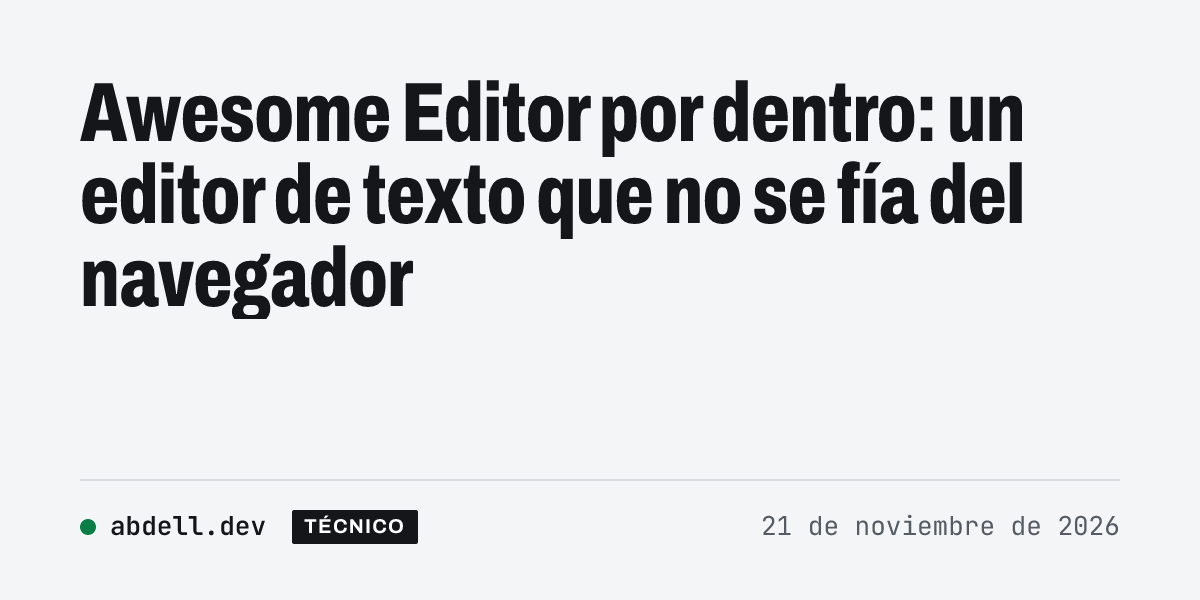 Awesome Editor por dentro: un
editor de texto que no se fía del
navegador
abdell.dev TÉCNICO 21 de noviembre de 2026